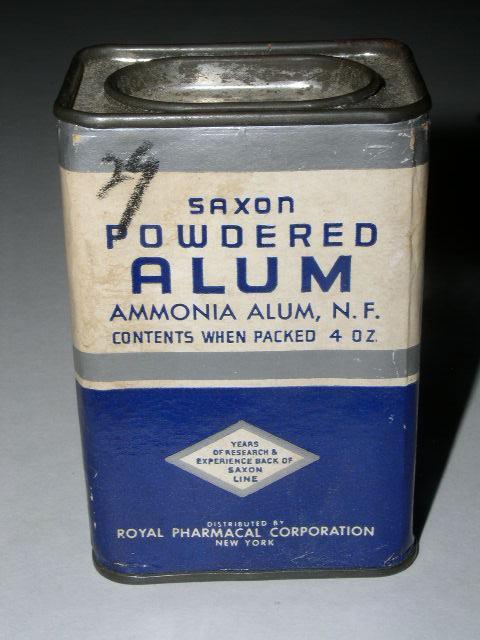 29
SAXON
POWDERED
ALUM
AMMONIA ALUM, N.F.
CONTENTS WHEN PACKED 4 OZ.
YEARS
OF RESEARCH &
EXPERIENCE BACK OF
SAXON
LINE
DISTRIBUTED BY
ROYAL PHARMACAL CORPORATION
NEW YORK